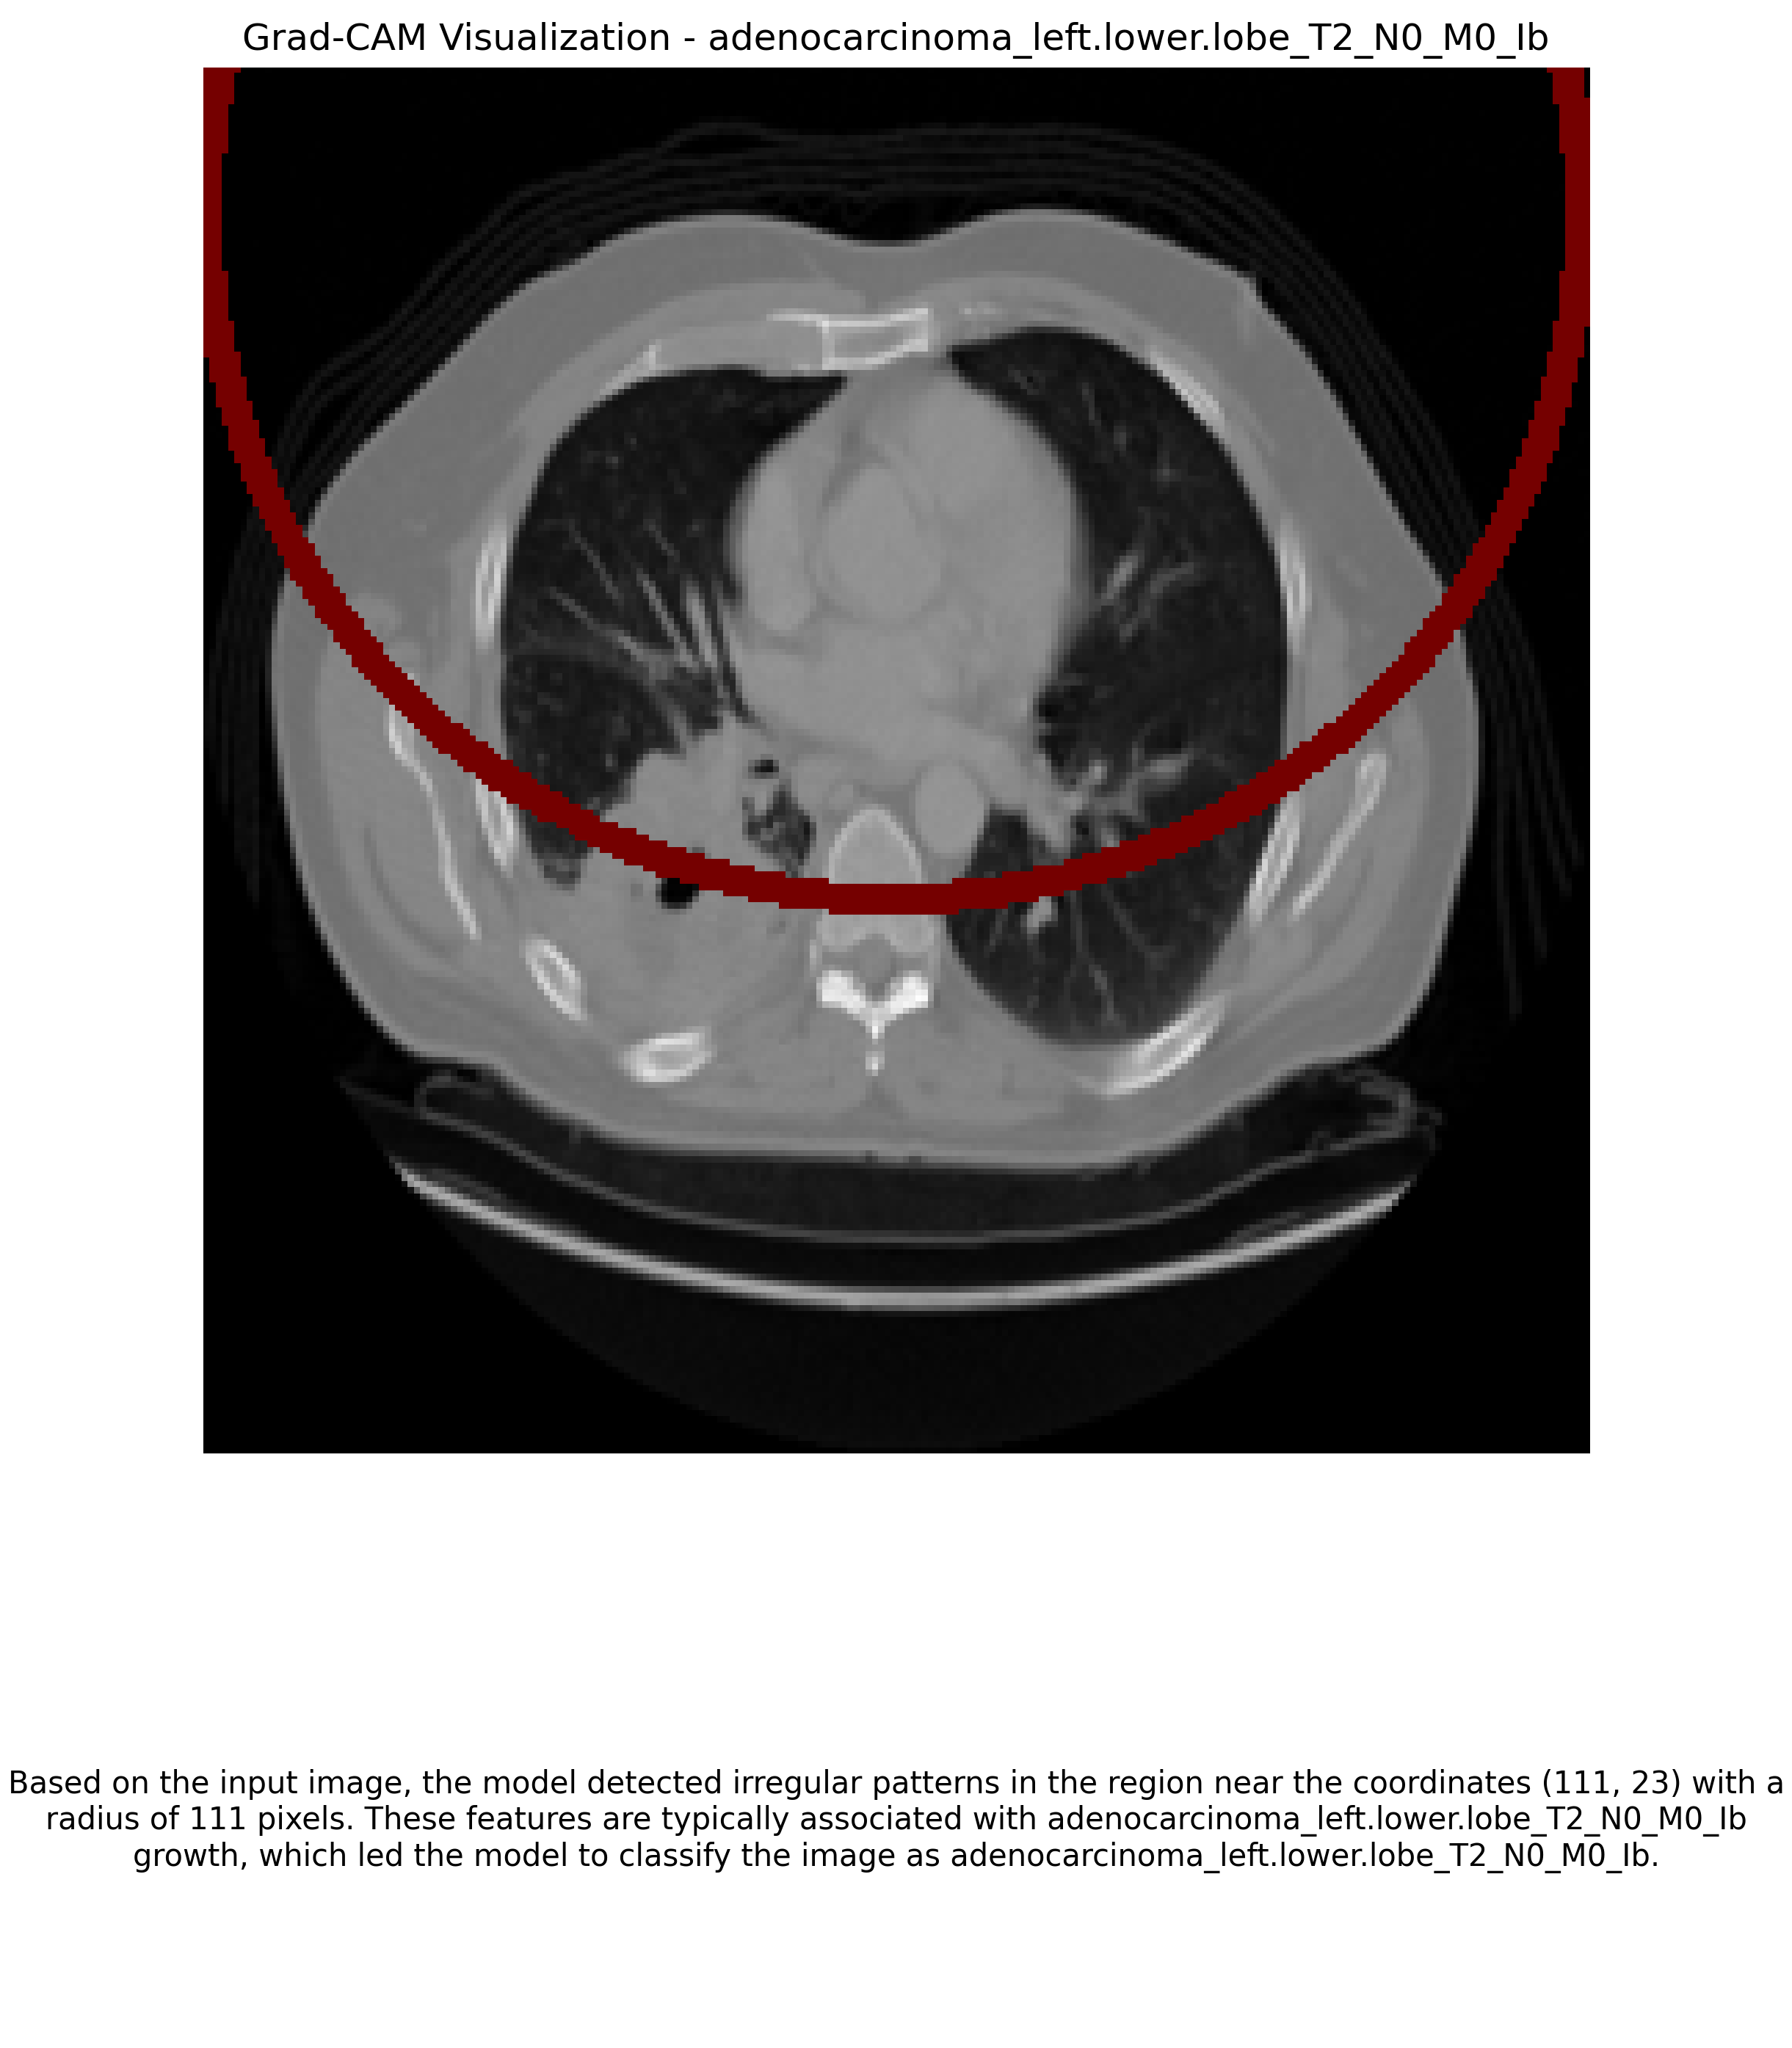 Grad-CAM Visualization - adenocarcinoma_left.lower.lobe_T2_N0_M0_Ib
Based on the input image, the model detected irregular patterns in the region near the coordinates (111, 23) with a
radius of 111 pixels. These features are typically associated with adenocarcinoma_left.lower.lobe_T2_N0_M0_Ib
growth, which led the model to classify the image as adenocarcinoma_left.lower.lobe_T2_N0_M0_Ib.